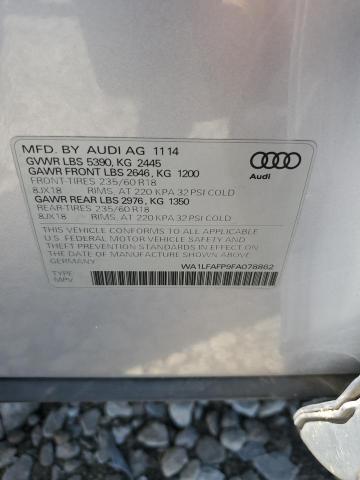 MFD. BY AUDI AG 11 14
GVWR LBS 5390, KG 2445
GAWR FRONT LBS 2646, KG 1200
FRONT-TIRES 235/60 R18
8JX18 RIMS, AT 220 KPA 32 PSI COLD
GAWR REAR LBS 2976, KG 1350
REAR-TIRES 235/60 R18
8JX18 RIMS, AT 220 KPA 32 PSI COLD
Audi
THIS VEHICLE CONFORMS TO ALL APPLICABLE
U.S. FEDERAL MOTOR VEHICLE SAFETY AND
THEFT PREVENTION STANDARDS IN EFFECT
ON THE DATE OF MANUFACTURE SHOWN ABOVE
GERMANY
WA1LFAFP9FA078862
TYPE
MPV